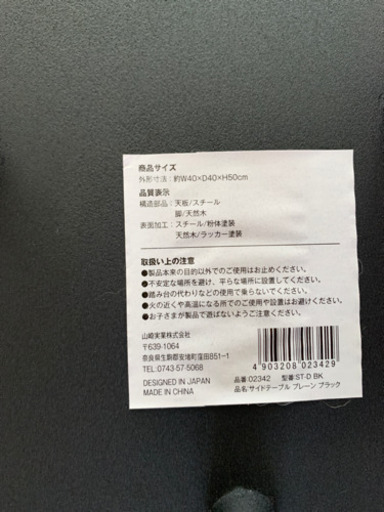 商品サイズ
外形寸法：約W40×D40×H50cm
品質表示
構造部品：天板/スチール
脚/天然木
表面加工：スチール/粉体塗装
天然木/ラッカー塗装
取扱い上の注意
●製品本来の目的以外でのご使用はお止めください。
●不安定な場所を避け、平らな場所に設置してください。
●踏み台の代わりなどの使用で乗らないでください。
●火の近くや高温になる所でのご使用や設置はお避けください。
●お子さまが製品で遊ばないようご注意ください。
山崎実業株式会社
〒639-1064
奈良県生駒郡安堵町窪田851-1
TEL: 0743-57-5068
DESIGNED IN JAPAN
MADE IN CHINA
4 903208 023429
品番:02342 型番:ST-D BK
品名:サイドテーブル プレーン ブラック